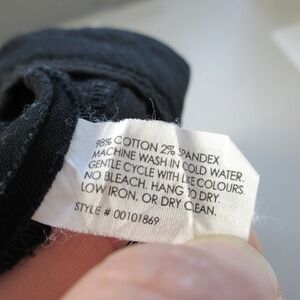 98% COTTON 2% SPANDEX
MACHINE WASH IN COLD WATER.
GENTLE CYCLE WITH LIKE COLOURS.
NO BLEACH. HANG TO DRY.
LOW IRON. OR DRY CLEAN.
STYLE # 00101869